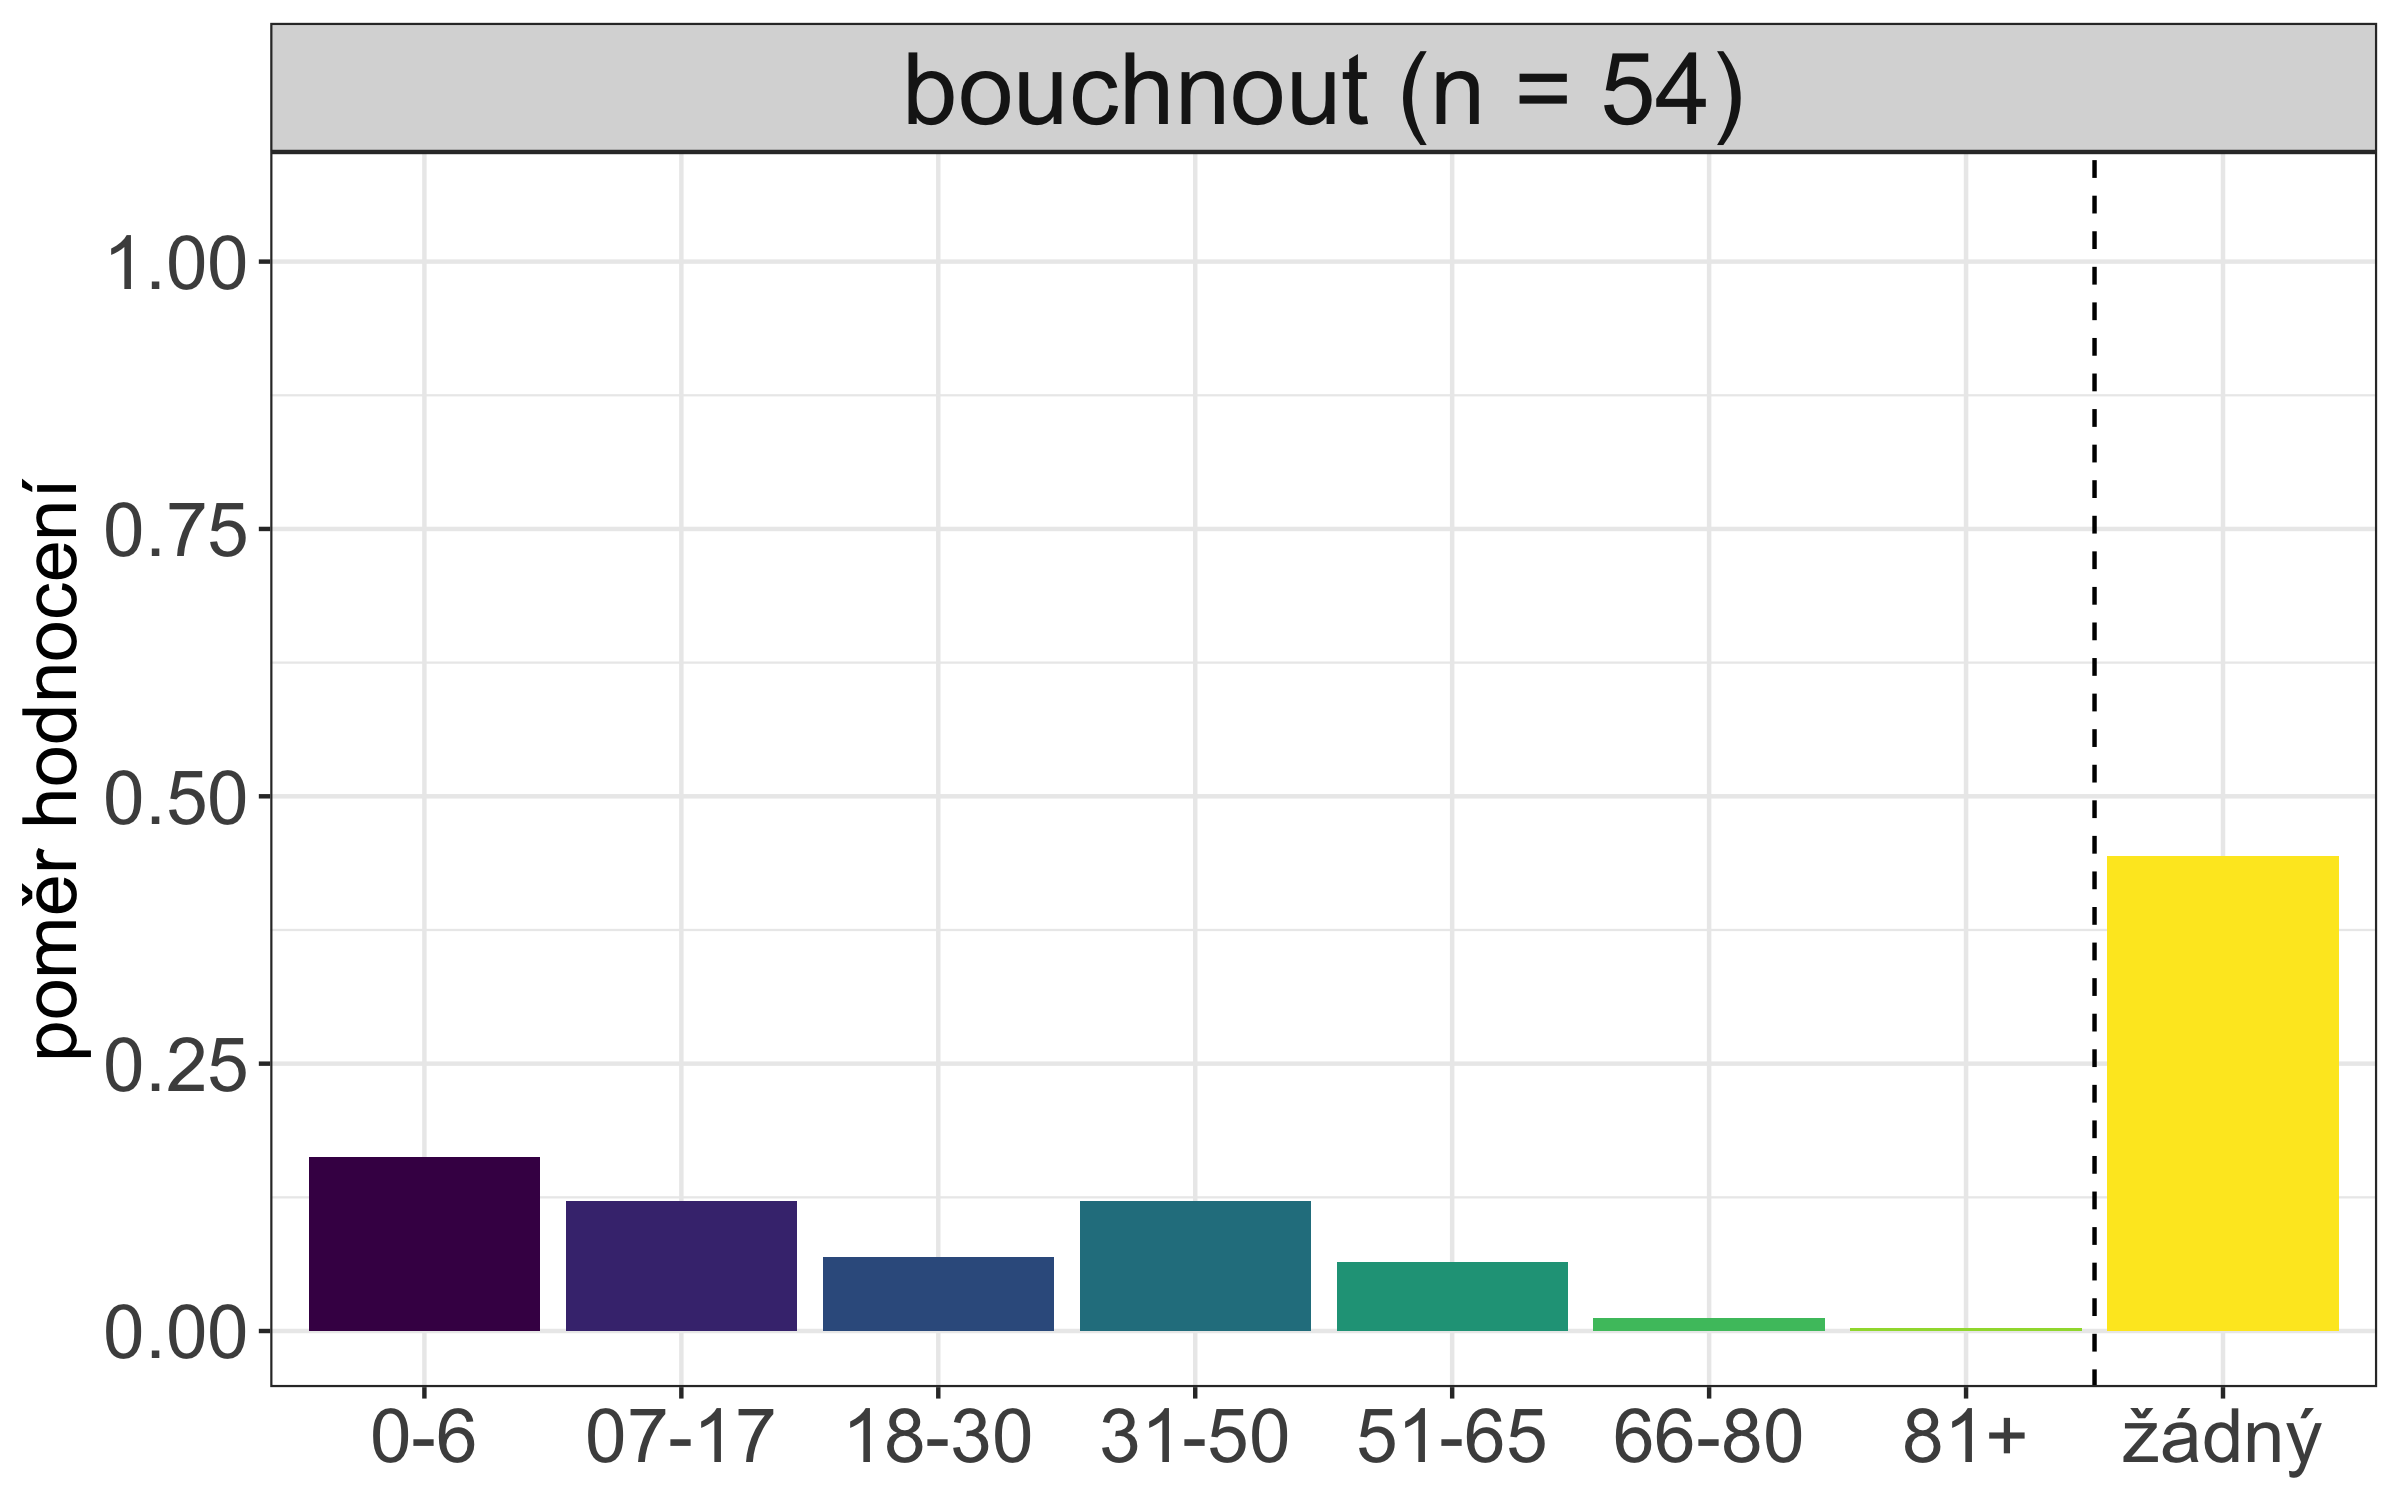 bouchnout (n = 54)
poměr hodnocení
1.00
0.75
0.50
0.25
0.00
0-6 07-17 18-30 31-50 51-65 66-80 81+ žádný